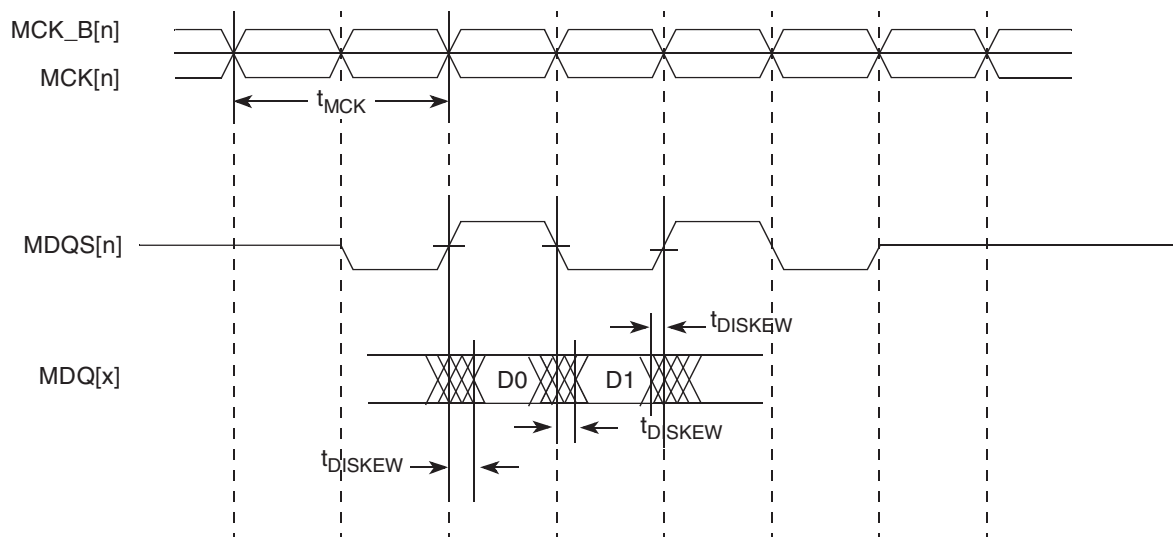 MCK_B[n]
MCK[n]
tMCK
MDQS[n]
tDISKEW
MDQ[x]
D0
D1
tDISKEW
tDISKEW